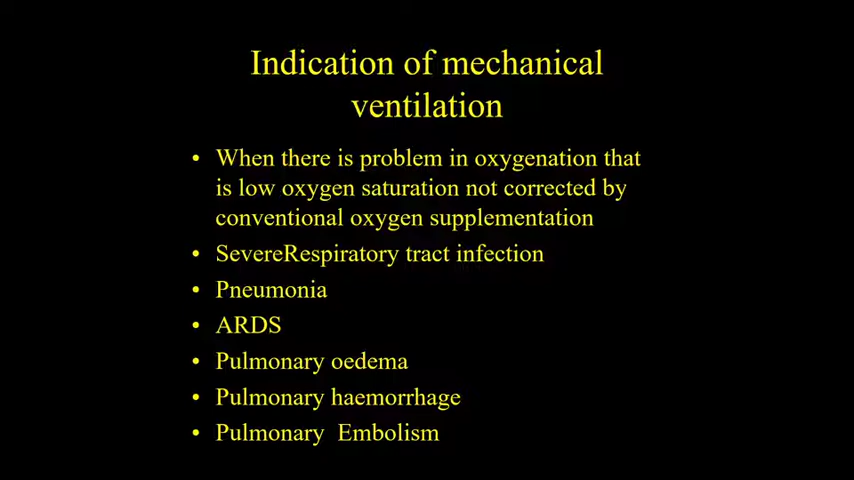 Indication of mechanical
ventilation
• When there is problem in oxygenation that
is low oxygen saturation not corrected by
conventional oxygen supplementation
• SevereRespiratory tract infection
• Pneumonia
• ARDS
• Pulmonary oedema
• Pulmonary haemorrhage
• Pulmonary  Embolism